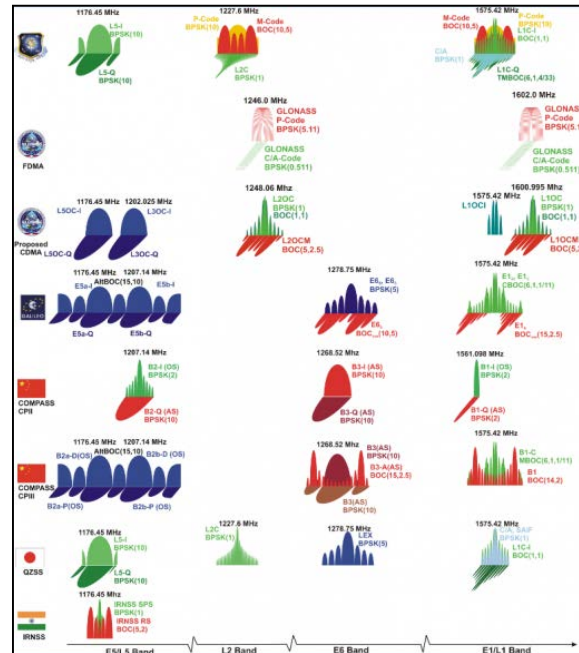 1176.45 MHz
L5-I
BPSK(10)
L5-Q
BPSK(10)
1227.6 MHz
P-Code
BPSK(10)
M-Code
BOC(10,5)
L2C
BPSK(1)
1575.42 MHz
M-Code
BOC(10,5)
P-Code
L1C-I
BOC(1,1)
C/A
BPSK(1)
L1C-Q
TMBOC(6,1,4/33)
FDMA
1246.0 MHz
GLONASS
P-Code
BPSK(5.11)
GLONASS
C/A-Code
BPSK(0.511)
1602.0 MHz
GLONASS
P-Code
BPSK(5.1
GLONASS
C/A-Code
BPSK(0.511)
Proposed
CDMA
1176.45 MHz
L5OC-I
L5OC-Q
1202.025 MHz
L3OC-I
L3OC-Q
1248.06 MHz
L2OC
BPSK(1)
BOC(1,1)
L2OCM
BOC(5,2.5)
1575.42 MHz
L1OCI
1600.995 MHz
L1OC
BPSK(1)
BOC(1,1)
L1OCM
BOC(5,2
GALILEO
1176.45 MHz
1207.14 MHz
AltBOC(15,10)
E5a-I
E5b-I
E5a-Q
E5b-Q
1278.75 MHz
BPSK(5)
1575.42 MHz
CBOC(6,1,1/11)
COMPASS
CPII
1207.14 MHz
B2-I (OS)
BPSK(2)
B2-Q (AS)
BPSK(10)
1268.52 MHz
B3-I (AS)
BPSK(10)
B3-Q (AS)
BPSK(10)
1561.098 MHz
B1-I (OS)
BPSK(2)
B1-Q (AS)
BPSK(2)
COMPASS
CPIII
1176.45 MHz
1207.14 MHz
AltBOC(15,10)
B2a-D(OS)
B2b-D (OS)
B2a-P(OS)
B2b-P (OS)
1268.52 MHz
B3(AS)
BPSK(10)
B3-A(AS)
BOC(15,2.5)
B3(AS)
BPSK(10)
1575.42 MHz
B1-C
MBOC(6,1,1/11)
B1
BOC(14,2)
QZSS
1176.45 MHz
L5-I
BPSK(10)
L5-Q
BPSK(10)
1227.6 MHz
L2C
BPSK(1)
1278.75 MHz
LEX
BPSK(5)
1575.42 MHz
C/A, SAIF
BPSK(1)
L1C-I
BOC(1,1)
IRNSS
1176.45 MHz
IRNSS SPS
BPSK(1)
IRNSS RS
BOC(5,2)
E5/L5 Band
L2 Band
E6 Band
E1/L1 Band